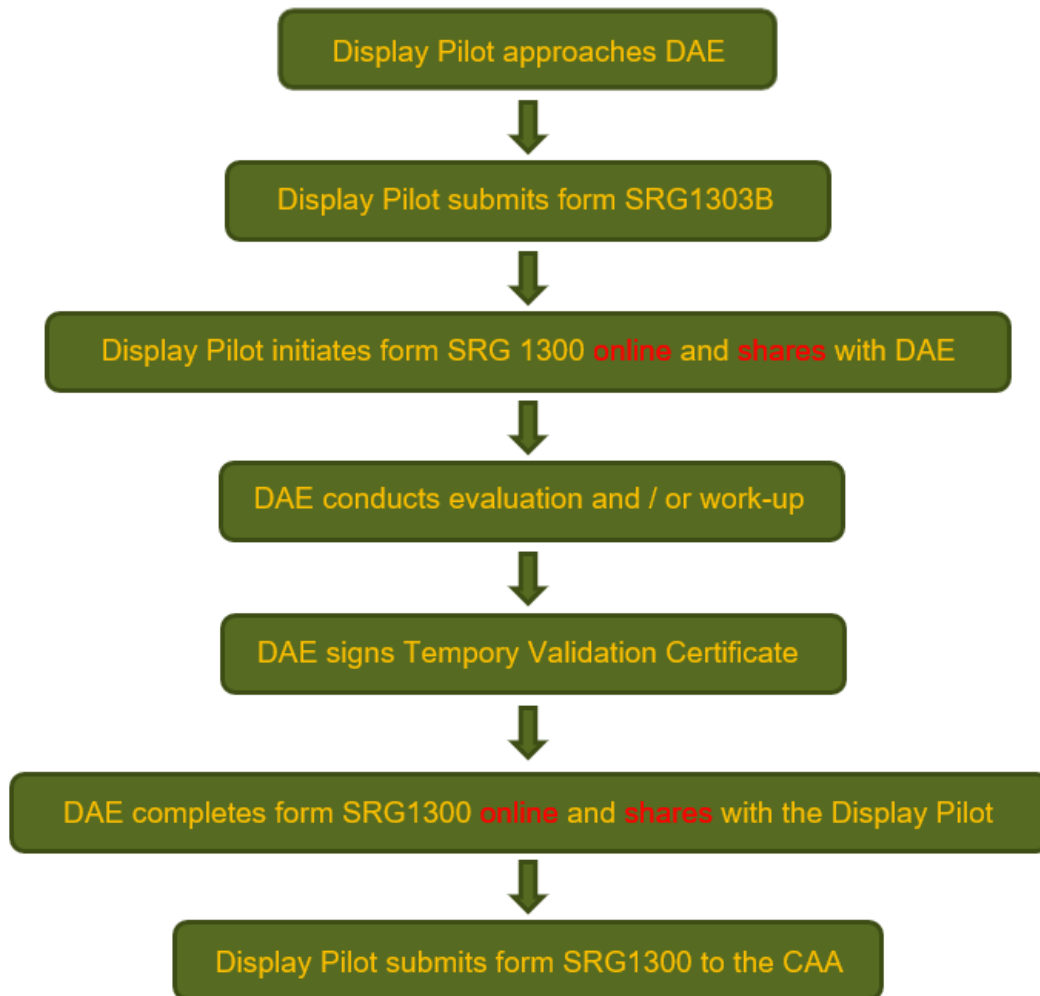 Display Pilot approaches DAE
Display Pilot submits form SRG1303B
Display Pilot initiates form SRG 1300 online and shares with DAE
DAE conducts evaluation and / or work-up
DAE signs Tempory Validation Certificate
DAE completes form SRG1300 online and shares with the Display Pilot
Display Pilot submits form SRG1300 to the CAA